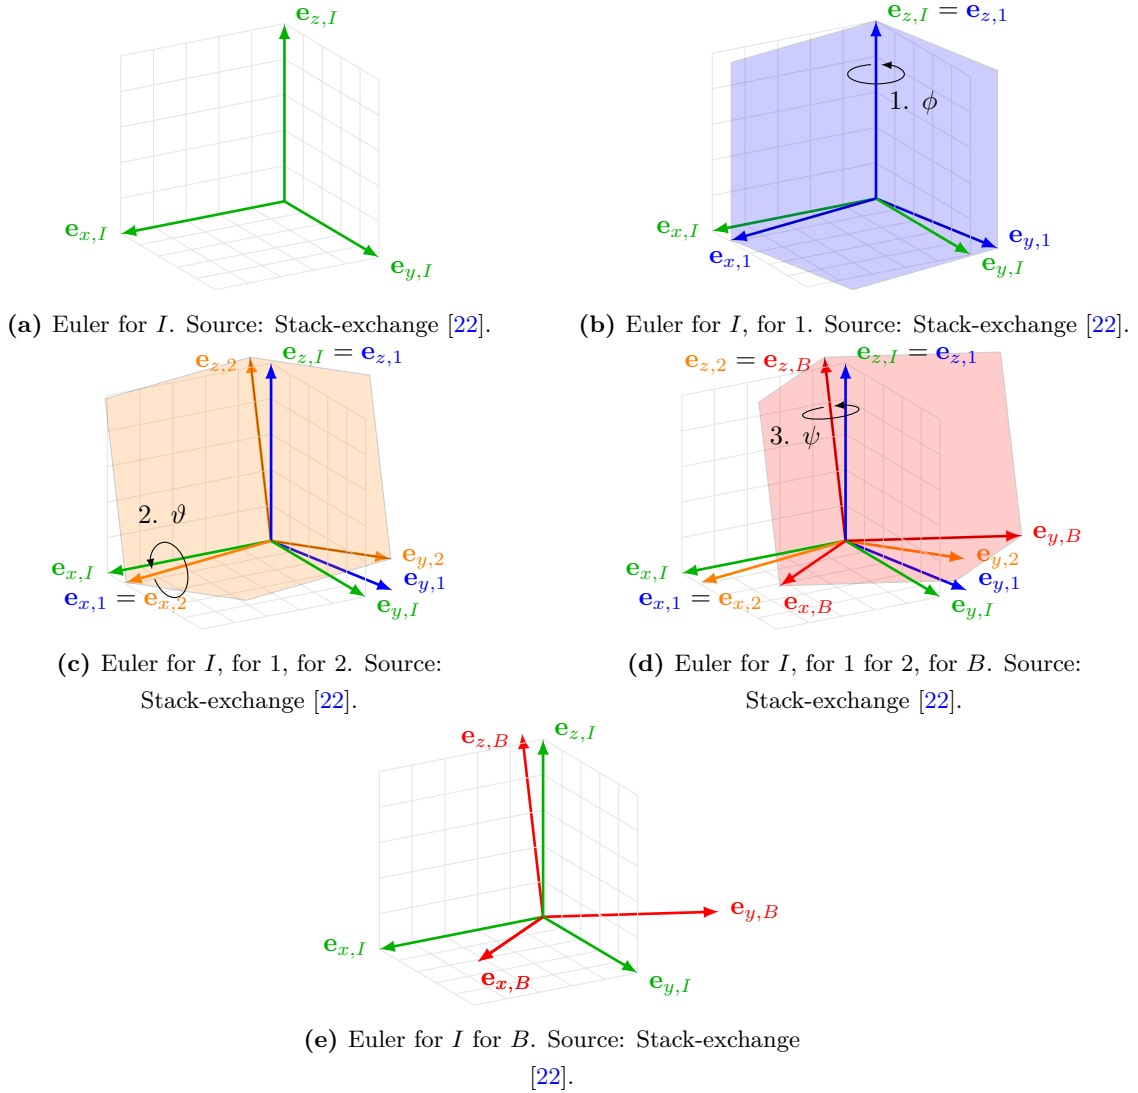 e_{z,I}
e_{x,I}
e_{y,I}
(a) Euler for I. Source: Stack-exchange [22].
e_{z,I} = e_{z,1}
1. ϕ
e_{x,I}
e_{x,1}
e_{y,1}
e_{y,I}
(b) Euler for I, for 1. Source: Stack-exchange [22].
e_{z,2}
e_{z,I} = e_{z,1}
2. ϑ
e_{x,I}
e_{x,1} = e_{x,2}
e_{y,2}
e_{y,1}
e_{y,I}
(c) Euler for I, for 1, for 2. Source:
Stack-exchange [22].
e_{z,2} = e_{z,B}
e_{z,I} = e_{z,1}
3. ψ
e_{y,B}
e_{x,I}
e_{y,2}
e_{x,1} = e_{x,2}
e_{x,B}
e_{y,1}
e_{y,I}
(d) Euler for I, for 1 for 2, for B. Source:
Stack-exchange [22].
e_{z,B}
e_{z,I}
e_{y,B}
e_{x,I}
e_{x,B}
e_{y,I}
(e) Euler for I for B. Source: Stack-exchange
[22].